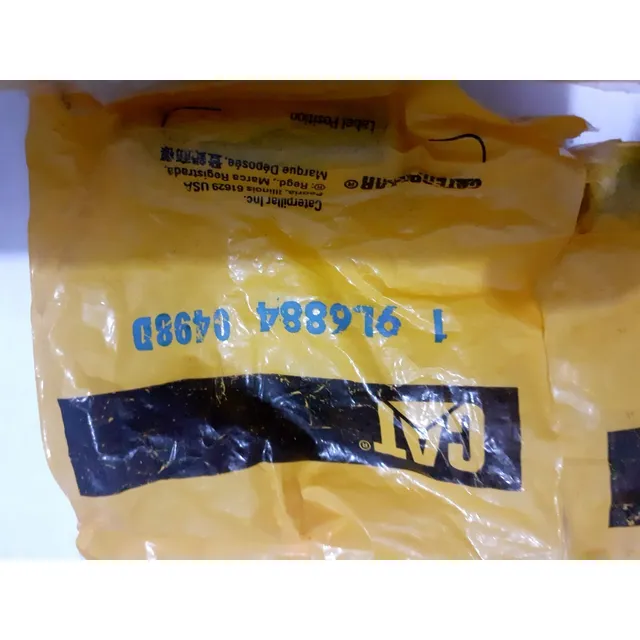 CAT®
1 9L6884 0498D
CATERPILLAR®
Caterpillar Inc.
Peoria, Illinois 61629 USA
®: Regd., Marca Registrada.
Marque Déposée, 登録商標
Label Position